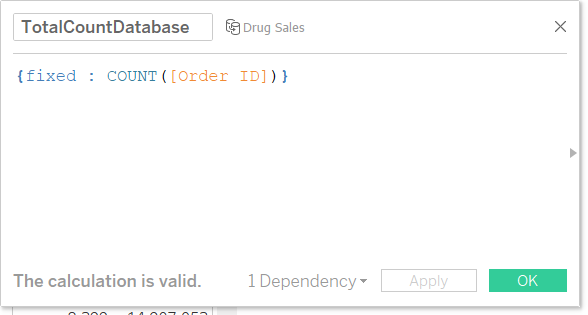 TotalCountDatabase
Drug Sales
{fixed : COUNT([Order ID])}
The calculation is valid.
1 Dependency
Apply
OK